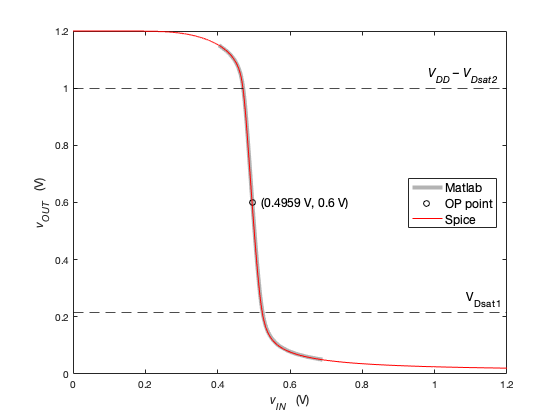 1.2
V_DD – V_Dsat2
1
0.8
Matlab
OP point
Spice
0.6
(0.4959 V, 0.6 V)
v_OUT (V)
0.4
V_Dsat1
0.2
0
0
0.2
0.4
0.6
0.8
1
1.2
v_IN (V)